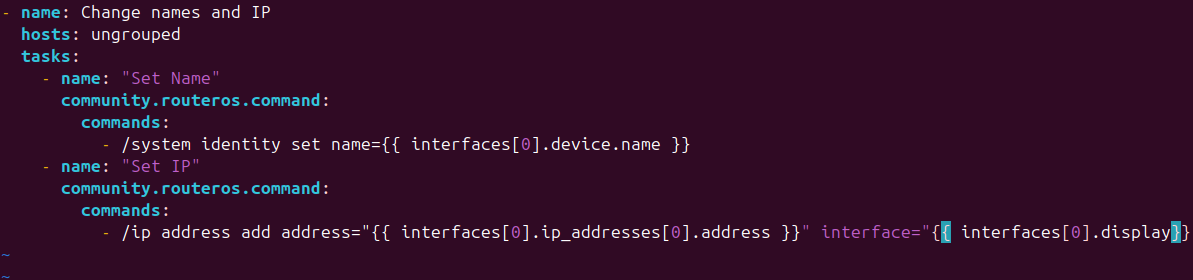 - name: Change names and IP
  hosts: ungrouped
  tasks:
    - name: "Set Name"
      community.routeros.command:
        commands:
          - /system identity set name={{ interfaces[0].device.name }}
    - name: "Set IP"
      community.routeros.command:
        commands:
          - /ip address add address="{{ interfaces[0].ip_addresses[0].address }}" interface="{{ interfaces[0].display}}
~
~